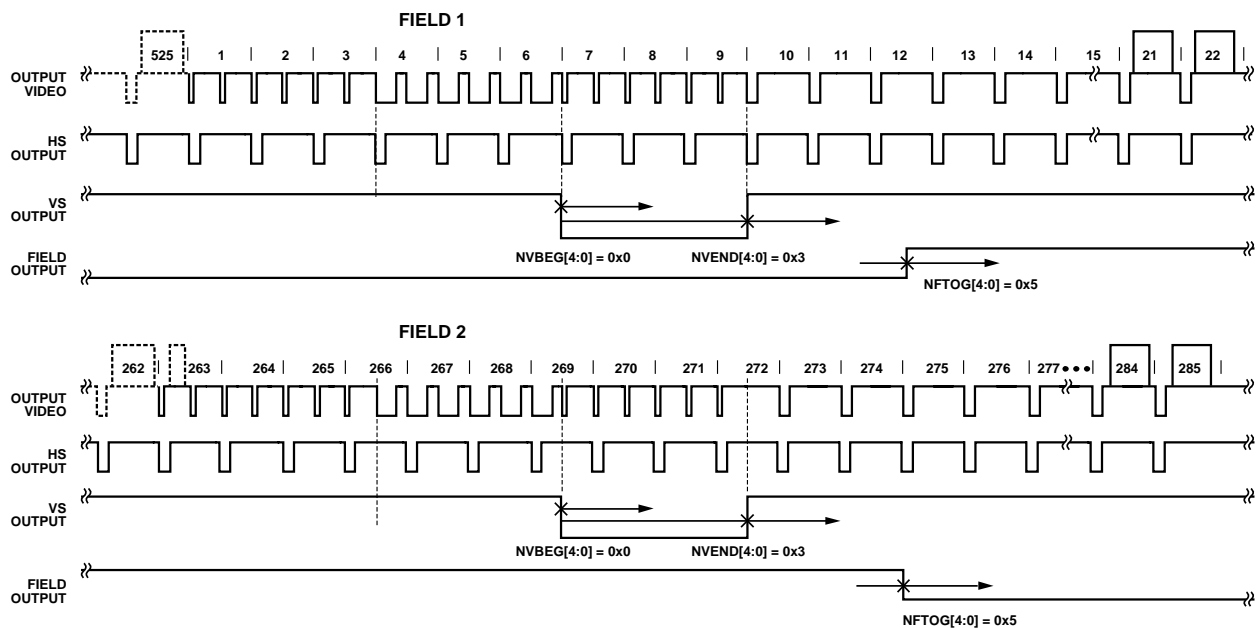 FIELD 1
525 1 2 3 4 5 6 7 8 9 10 11 12 13 14 15 21 22
OUTPUT
VIDEO
HS
OUTPUT
VS
OUTPUT
NVBEG[4:0] = 0x0 NVEND[4:0] = 0x3
FIELD
OUTPUT
NFTOG[4:0] = 0x5
FIELD 2
262 263 264 265 266 267 268 269 270 271 272 273 274 275 276 277 284 285
OUTPUT
VIDEO
HS
OUTPUT
VS
OUTPUT
NVBEG[4:0] = 0x0 NVEND[4:0] = 0x3
FIELD
OUTPUT
NFTOG[4:0] = 0x5